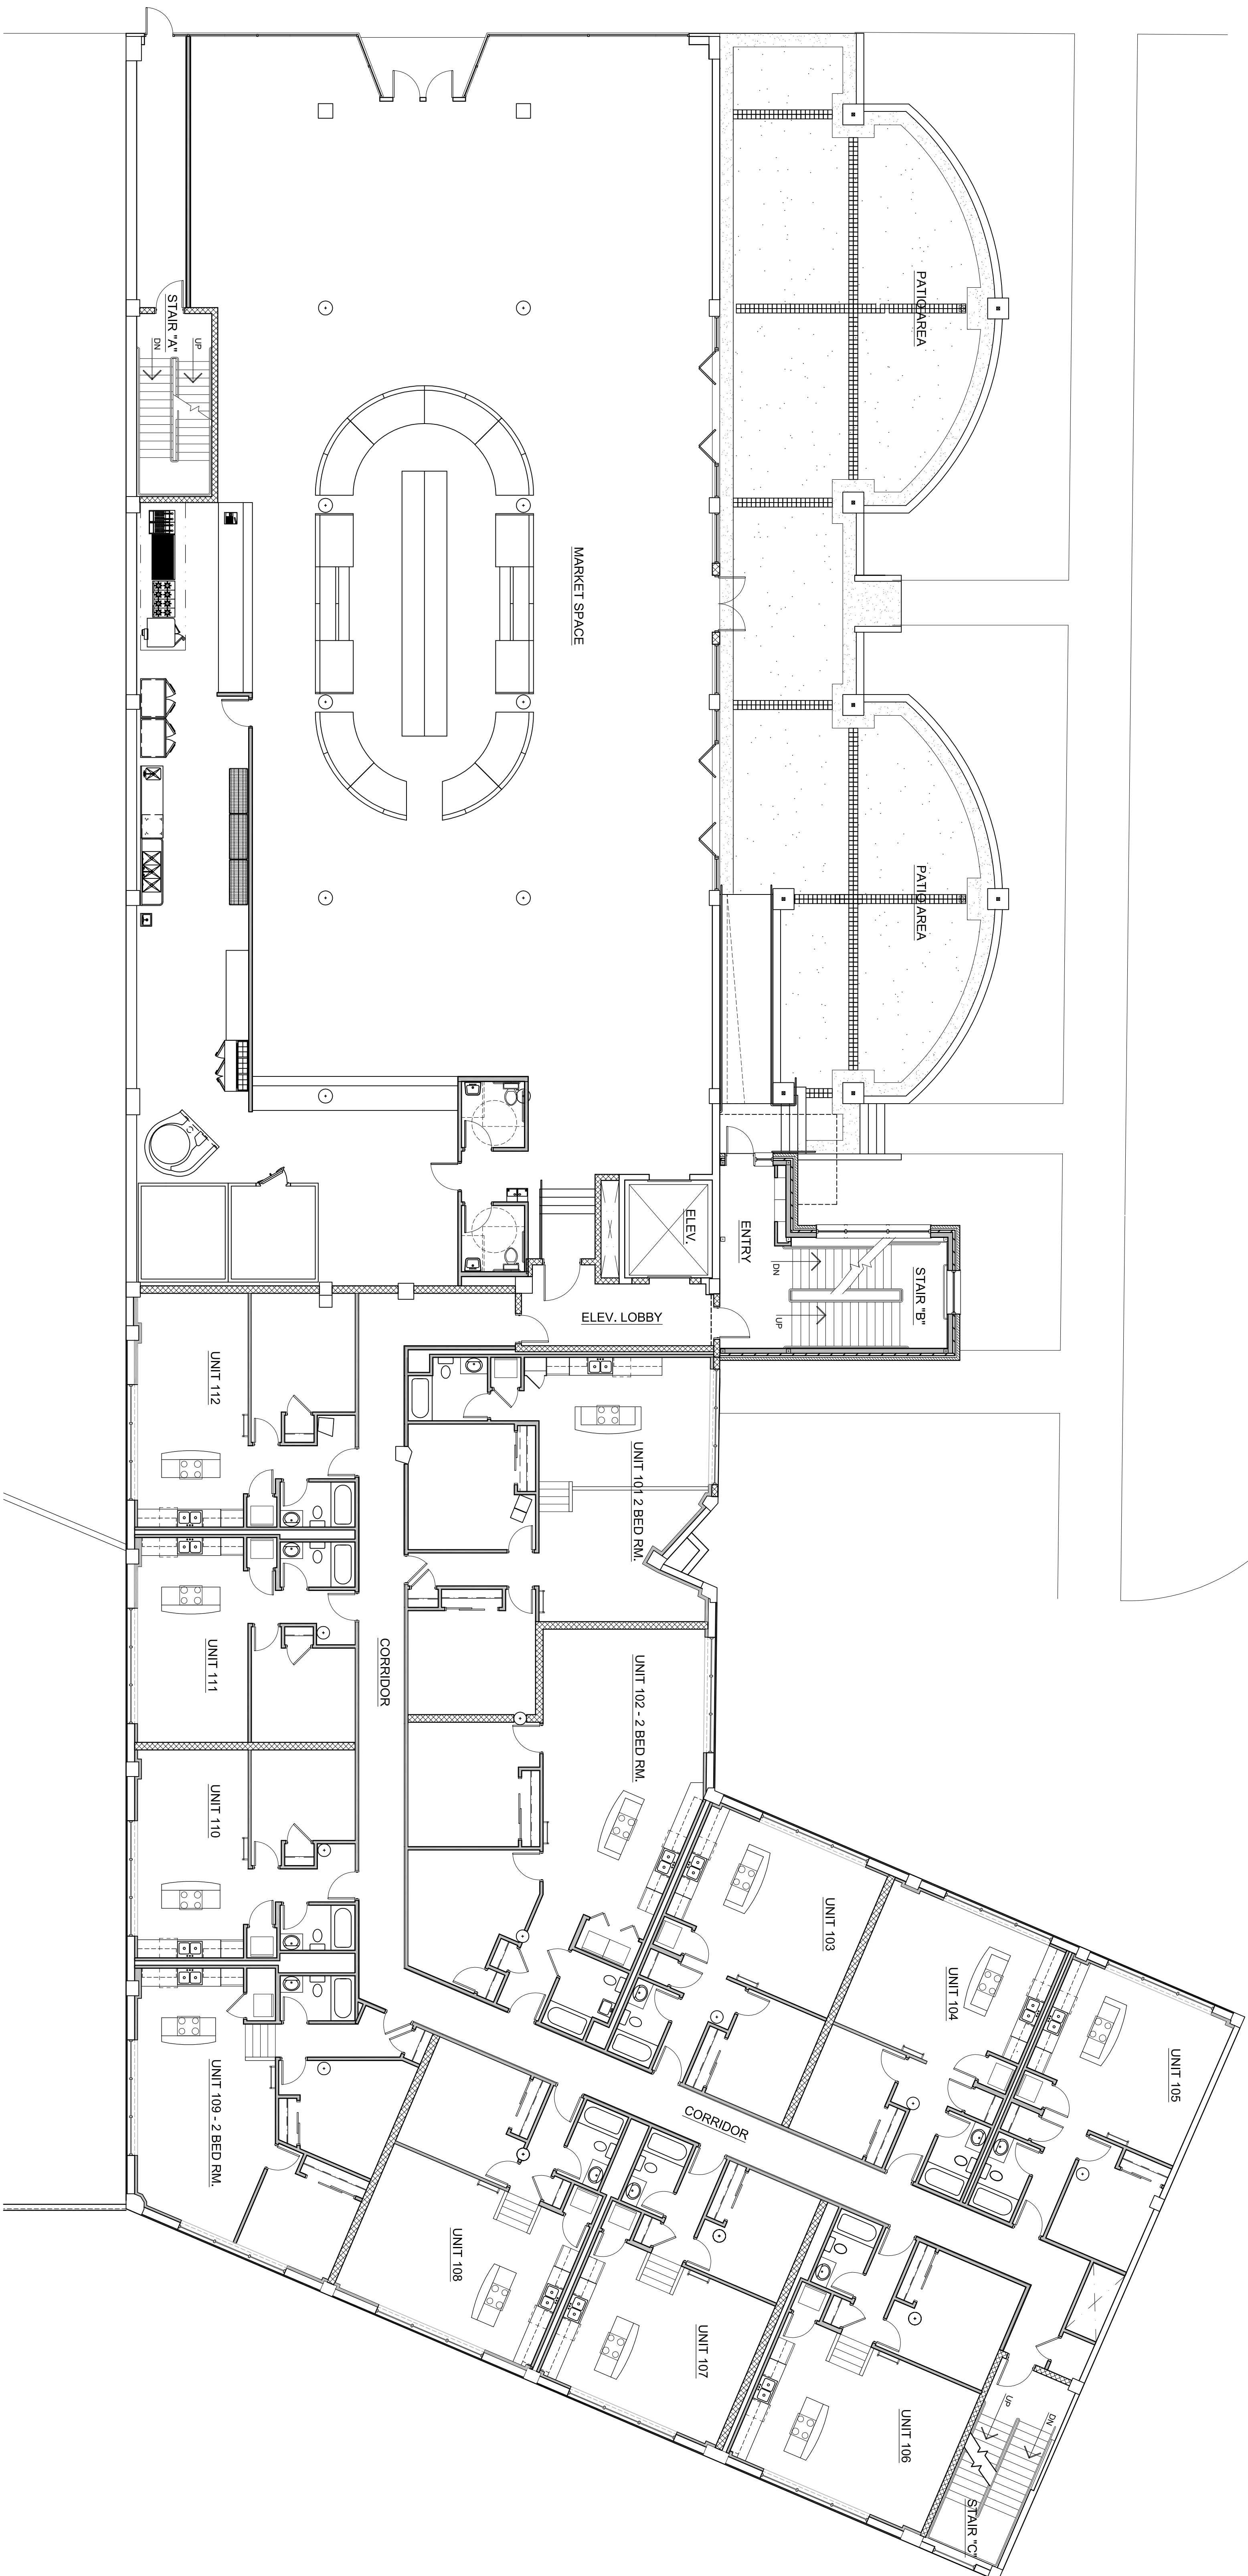 PATIO AREA
STAIR "A"
UP
DN
MARKET SPACE
PATIO AREA
ELEV.
ENTRY
STAIR "B"
DN
UP
ELEV. LOBBY
UNIT 112
UNIT 101 2 BED RM.
UNIT 111
CORRIDOR
UNIT 102 - 2 BED RM.
UNIT 110
UNIT 103
UNIT 104
UNIT 105
UNIT 109 - 2 BED RM.
CORRIDOR
UNIT 108
UNIT 107
UNIT 106
UP
DN
STAIR "C"